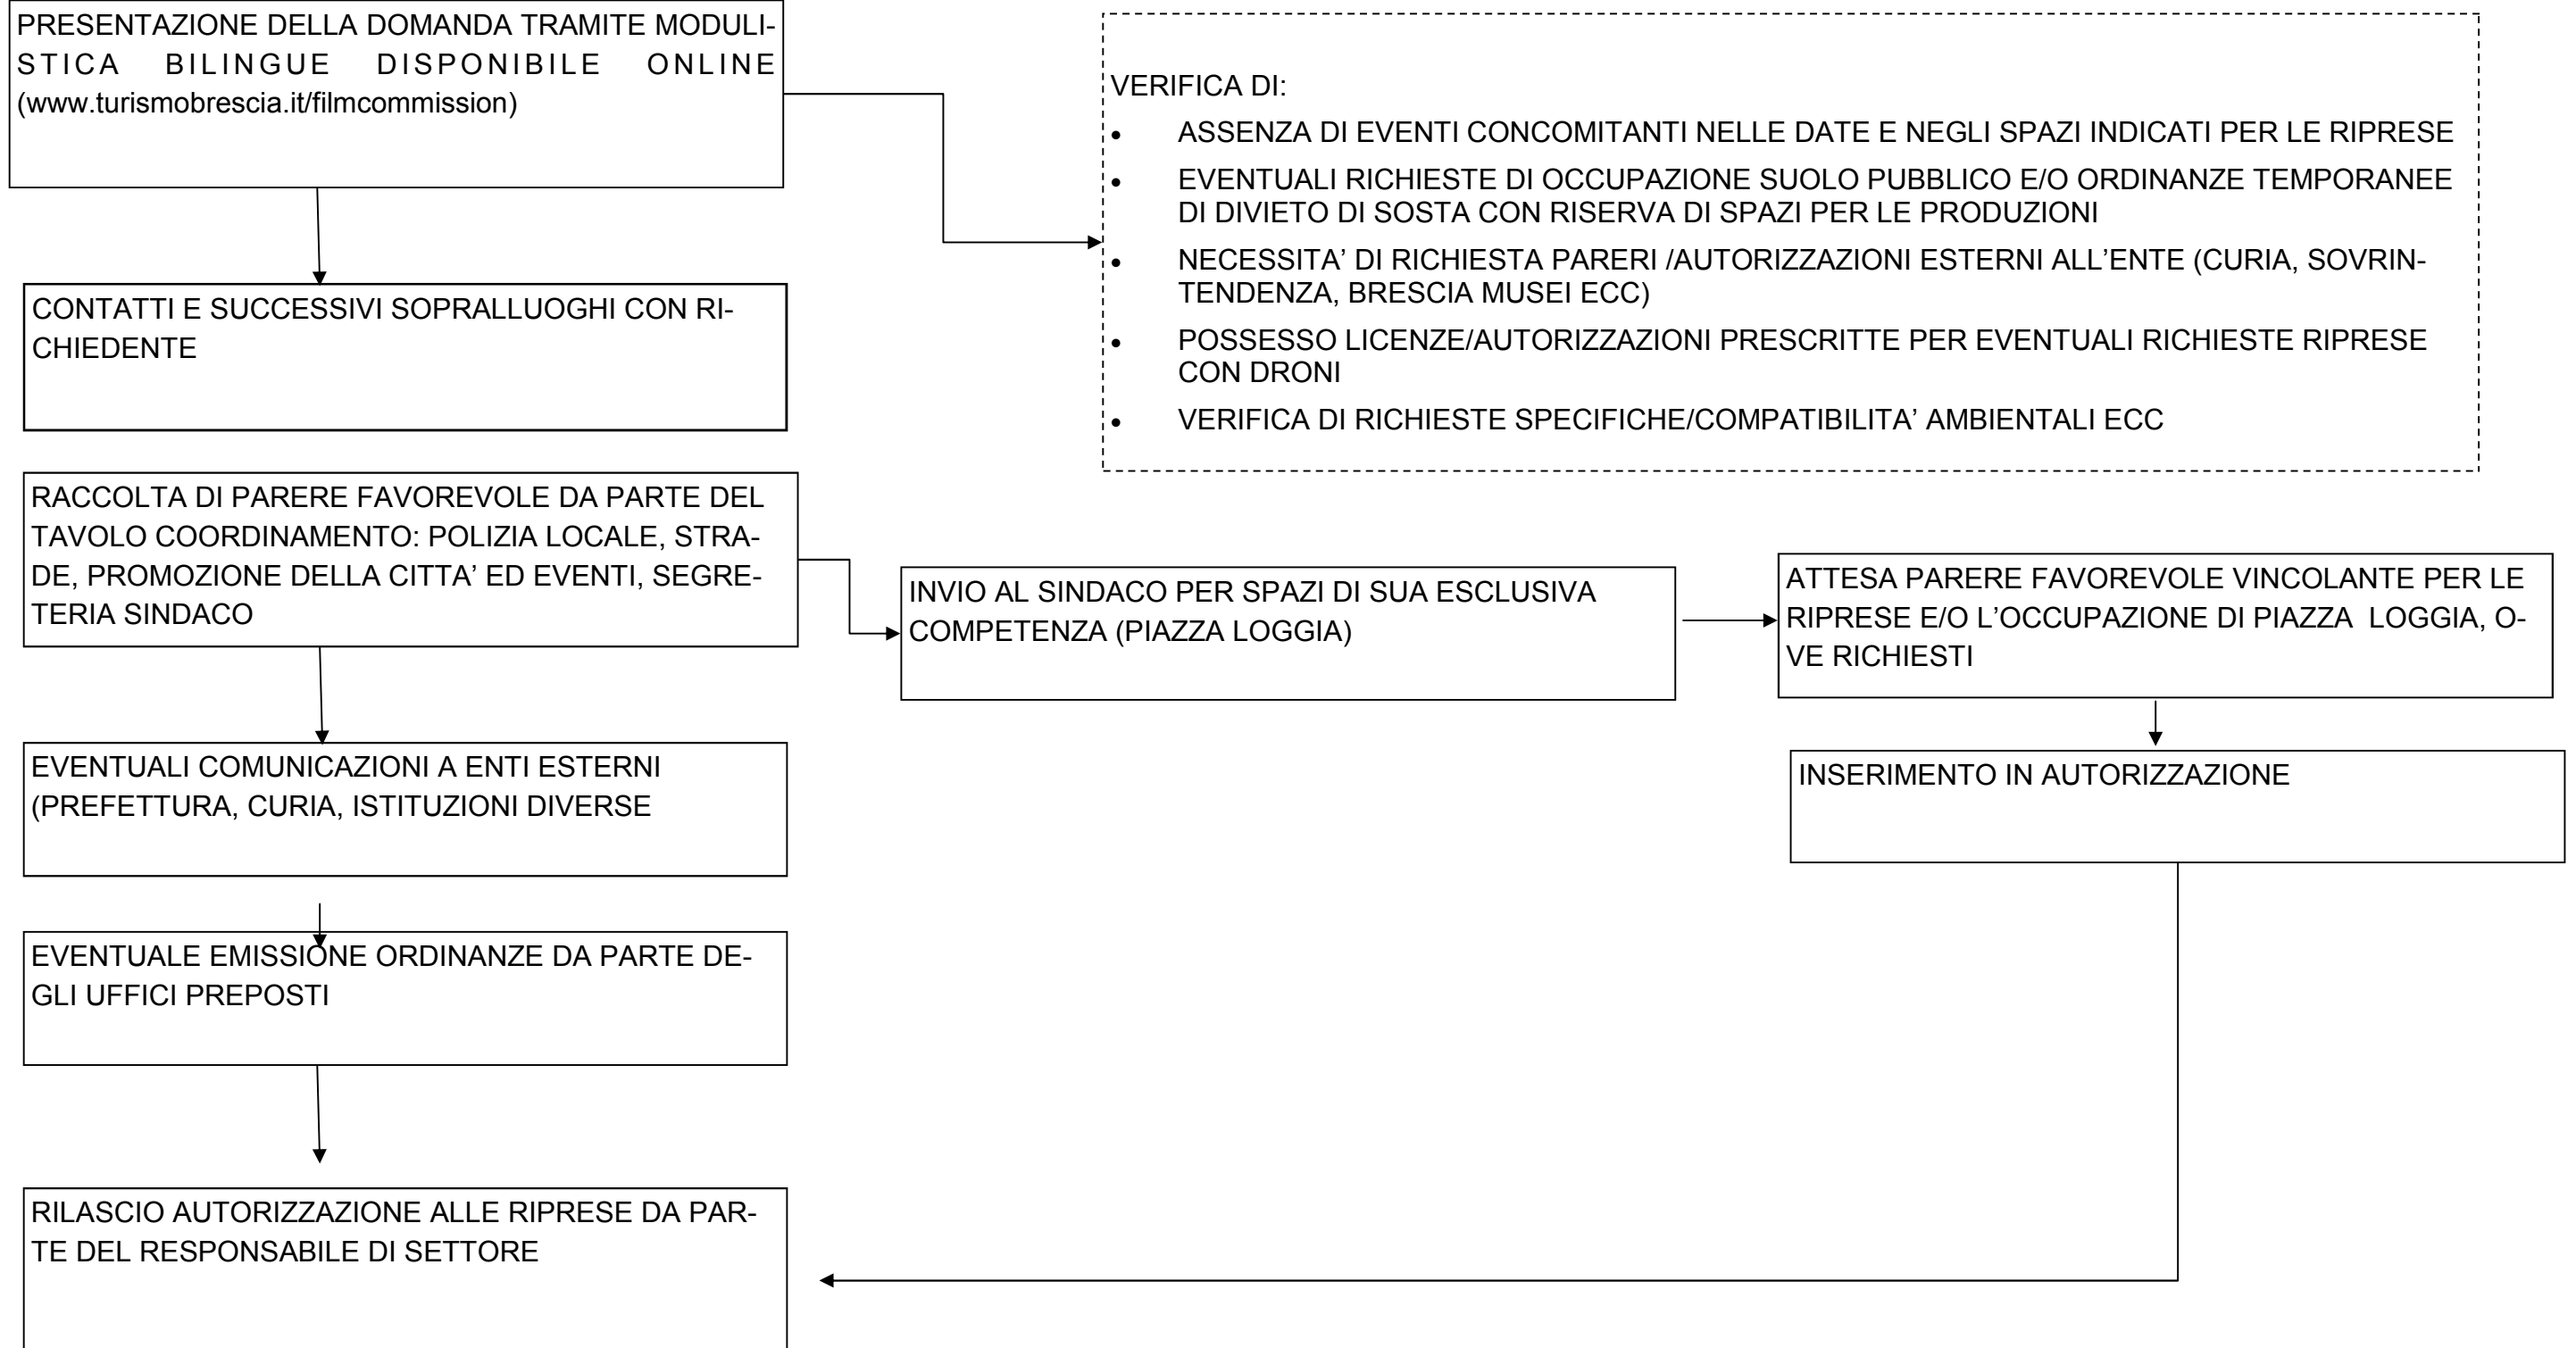 PRESENTAZIONE DELLA DOMANDA TRAMITE MODULI-
STICA BILINGUE DISPONIBILE ONLINE
(www.turismobrescia.it/filmcommission)
VERIFICA DI:
• ASSENZA DI EVENTI CONCOMITANTI NELLE DATE E NEGLI SPAZI INDICATI PER LE RIPRESE
• EVENTUALI RICHIESTE DI OCCUPAZIONE SUOLO PUBBLICO E/O ORDINANZE TEMPORANEE
DI DIVIETO DI SOSTA CON RISERVA DI SPAZI PER LE PRODUZIONI
• NECESSITA’ DI RICHIESTA PARERI /AUTORIZZAZIONI ESTERNI ALL’ENTE (CURIA, SOVRIN-
TENDENZA, BRESCIA MUSEI ECC)
• POSSESSO LICENZE/AUTORIZZAZIONI PRESCRITTE PER EVENTUALI RICHIESTE RIPRESE
CON DRONI
• VERIFICA DI RICHIESTE SPECIFICHE/COMPATIBILITA’ AMBIENTALI ECC
CONTATTI E SUCCESSIVI SOPRALLUOGHI CON RI-
CHIEDENTE
RACCOLTA DI PARERE FAVOREVOLE DA PARTE DEL
TAVOLO COORDINAMENTO: POLIZIA LOCALE, STRA-
DE, PROMOZIONE DELLA CITTA’ ED EVENTI, SEGRE-
TERIA SINDACO
INVIO AL SINDACO PER SPAZI DI SUA ESCLUSIVA
COMPETENZA (PIAZZA LOGGIA)
ATTESA PARERE FAVOREVOLE VINCOLANTE PER LE
RIPRESE E/O L’OCCUPAZIONE DI PIAZZA LOGGIA, O-
VE RICHIESTI
EVENTUALI COMUNICAZIONI A ENTI ESTERNI
(PREFETTURA, CURIA, ISTITUZIONI DIVERSE
INSERIMENTO IN AUTORIZZAZIONE
EVENTUALE EMISSIONE ORDINANZE DA PARTE DE-
GLI UFFICI PREPOSTI
RILASCIO AUTORIZZAZIONE ALLE RIPRESE DA PAR-
TE DEL RESPONSABILE DI SETTORE